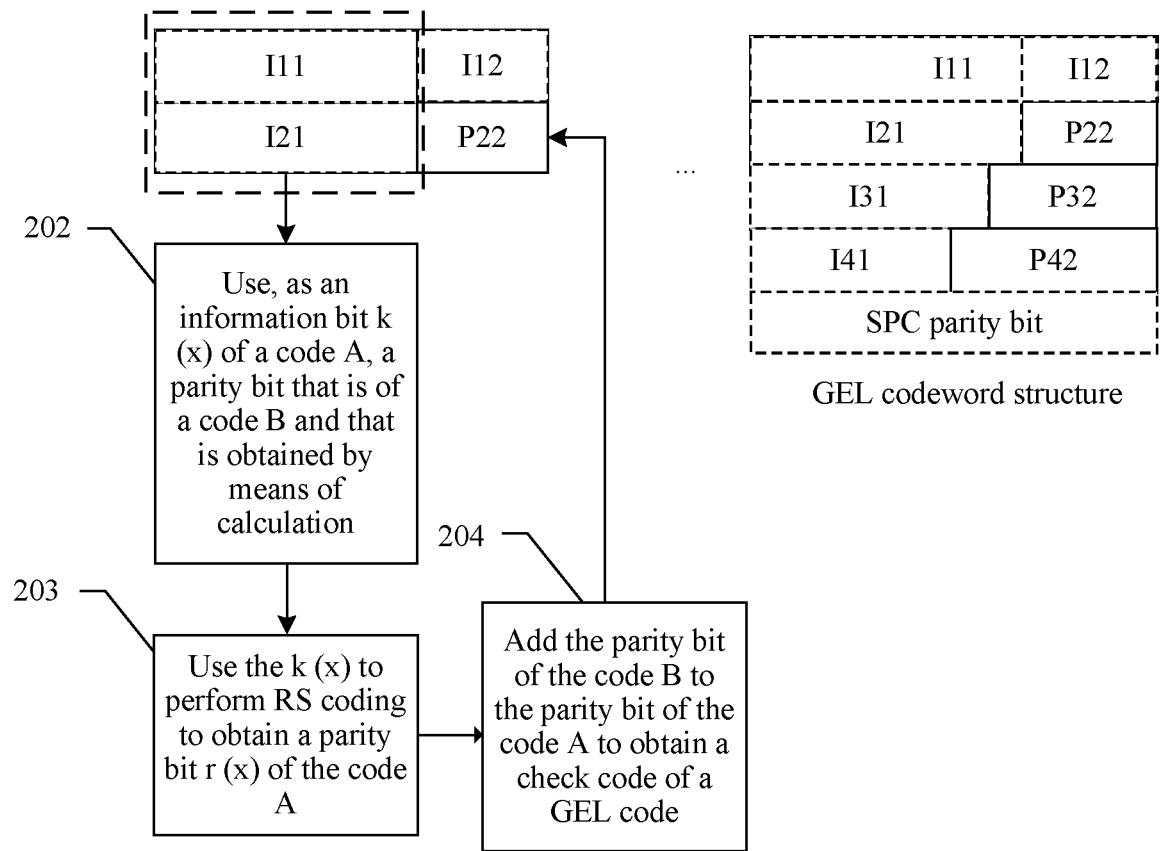 I11 I12
I21 P22
202
Use, as an
information bit k
(x) of a code A, a
parity bit that is of
a code B and that
is obtained by
means of
calculation
203
Use the k (x) to
perform RS coding
to obtain a parity
bit r (x) of the code
A
204
Add the parity bit
of the code B to
the parity bit of the
code A to obtain a
check code of a
GEL code
...
I11 I12
I21 P22
I31 P32
I41 P42
SPC parity bit
GEL codeword structure